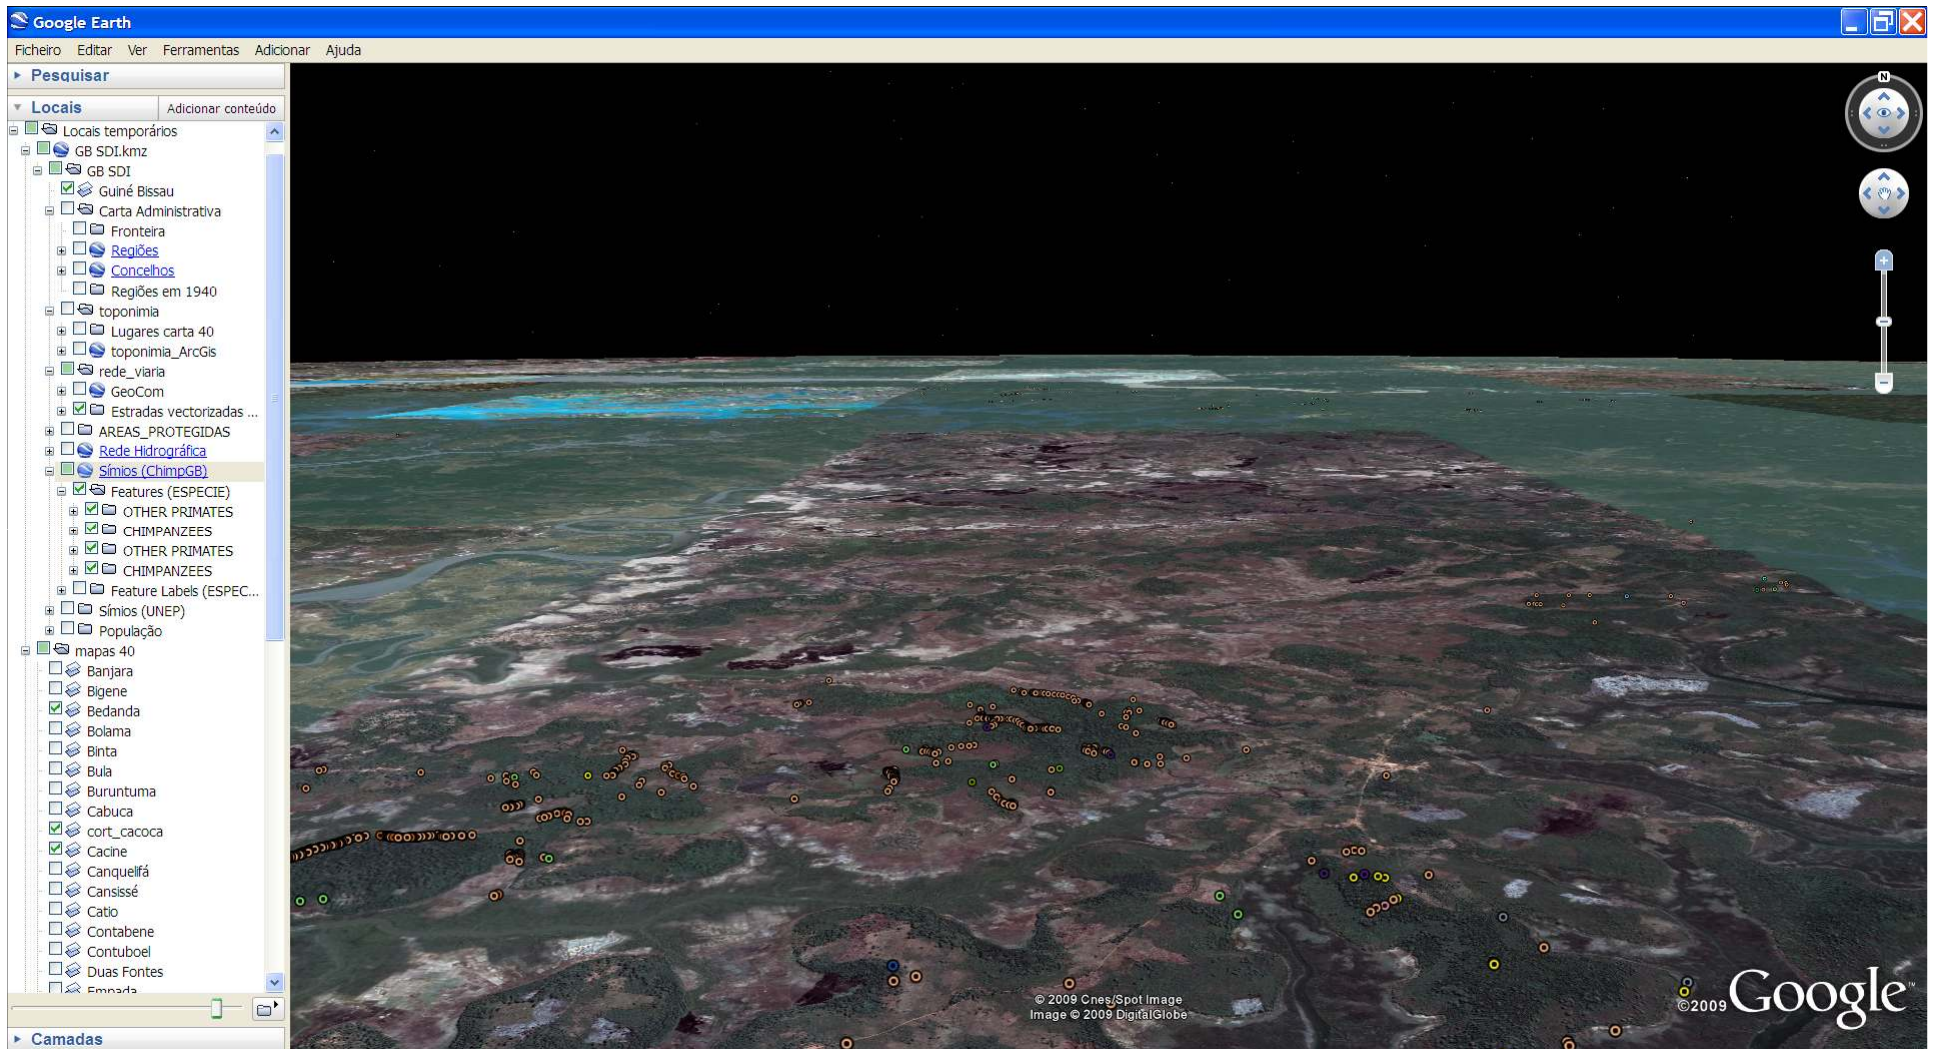 Google Earth
Ficheiro Editar Ver Ferramentas Adicionar Ajuda
Pesquisar
Locais Adicionar conteúdo
Locais temporários
GB SDI.kmz
GB SDI
Guiné Bissau
Carta Administrativa
Fronteira
Regiões
Concelhos
Regiões em 1940
toponimia
Lugares carta 40
toponimia_ArcGis
rede_viaria
GeoCom
Estradas vectorizadas ...
AREAS_PROTEGIDAS
Rede Hidrográfica
Símios (ChimpGB)
Features (ESPECIE)
OTHER PRIMATES
CHIMPANZEES
OTHER PRIMATES
CHIMPANZEES
Feature Labels (ESPEC...
Símios (UNEP)
População
mapas 40
Banjara
Bigene
Bedanda
Bolama
Binta
Bula
Buruntuma
Cabuca
cort_cacoca
Cacine
Canquelifá
Cansissé
Catio
Contabene
Contuboel
Duas Fontes
Empada
Camadas
N
© 2009 Cnes/Spot Image
Image © 2009 DigitalGlobe
©2009 Google™